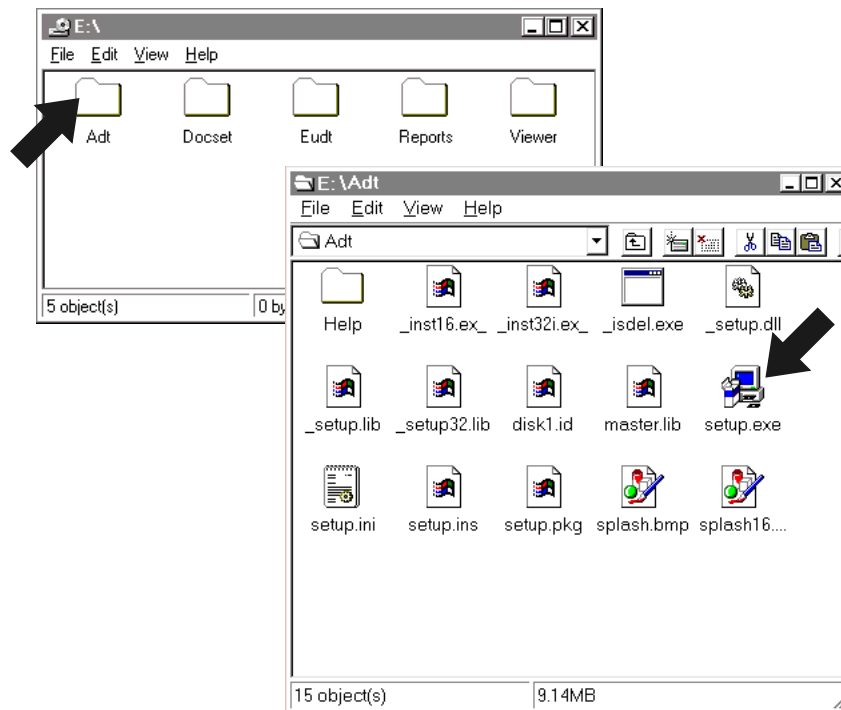 E:\
File Edit View Help
Adt Docset Eudt Reports Viewer
5 object(s) 0 by
E:\Adt
File Edit View Help
Adt
Help _inst16.ex_ _inst32i.ex_ _isdel.exe _setup.dll
_setup.lib _setup32.lib disk1.id master.lib setup.exe
setup.ini setup.ins setup.pkg splash.bmp splash16....
15 object(s) 9.14MB